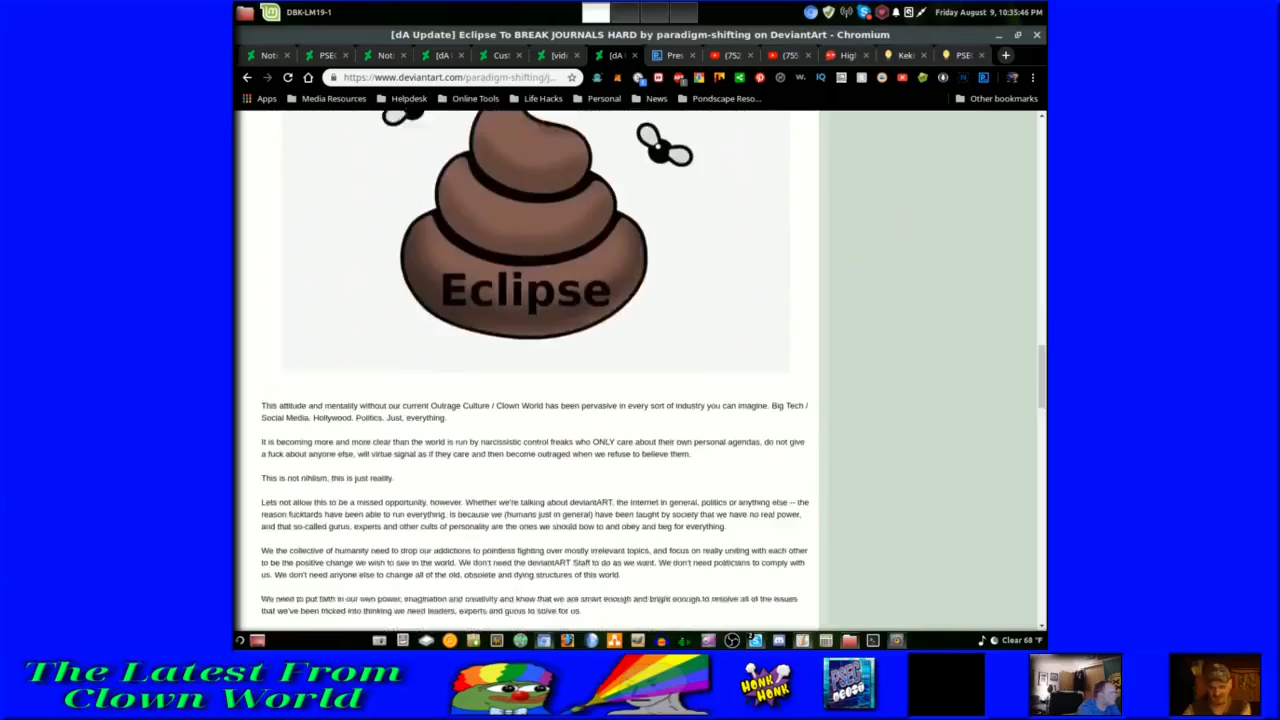 DBK-LM19-1
Friday August 9, 10:35:46 PM
[dA Update] Eclipse To BREAK JOURNALS HARD by paradigm-shifting on DeviantArt - Chromium
Not
PSE
Not
[dA
Cus
[vid
[dA
Pres
(752
(755
High
Keki
PSE
https://www.deviantart.com/paradigm-shifting/j...
Apps
Media Resources
Helpdesk
Online Tools
Life Hacks
Personal
News
Pondscape Reso...
Other bookmarks
Eclipse
This attitude and mentality without our current Outrage Culture / Clown World has been pervasive in every sort of industry you can imagine. Big Tech /
Social Media. Hollywood. Politics. Just, everything.
It is becoming more and more clear than the world is run by narcissistic control freaks who ONLY care about their own personal agendas, do not give
a fuck about anyone else, will virtue signal as if they care and then become outraged when we refuse to believe them.
This is not nihlism, this is just reality.
Lets not allow this to be a missed opportunity, however. Whether we're talking about deviantART, the internet in general, politics or anything else -- the
reason fucktards have been able to run everything, is because we (humans just in general) have been taught by society that we have no real power,
and that so-called gurus, experts and other cults of personality are the ones we should bow to and obey and beg for everything.
We the collective of humanity need to drop our addictions to pointless fighting over mostly irrelevant topics, and focus on really uniting with each other
to be the positive change we wish to see in the world. We don't need the deviantART Staff to do as we want. We don't need politicians to comply with
us. We don't need anyone else to change all of the old, obsolete and dying structures of this world.
We need to put faith in our own power, imagination and creativity and know that we are smart enough and bright enough to resolve all of the issues
that we've been tricked into thinking we need leaders, experts and gurus to solve for us.
Clear 68 °F
The Latest From
Clown World
HONK
HONK
PSEC